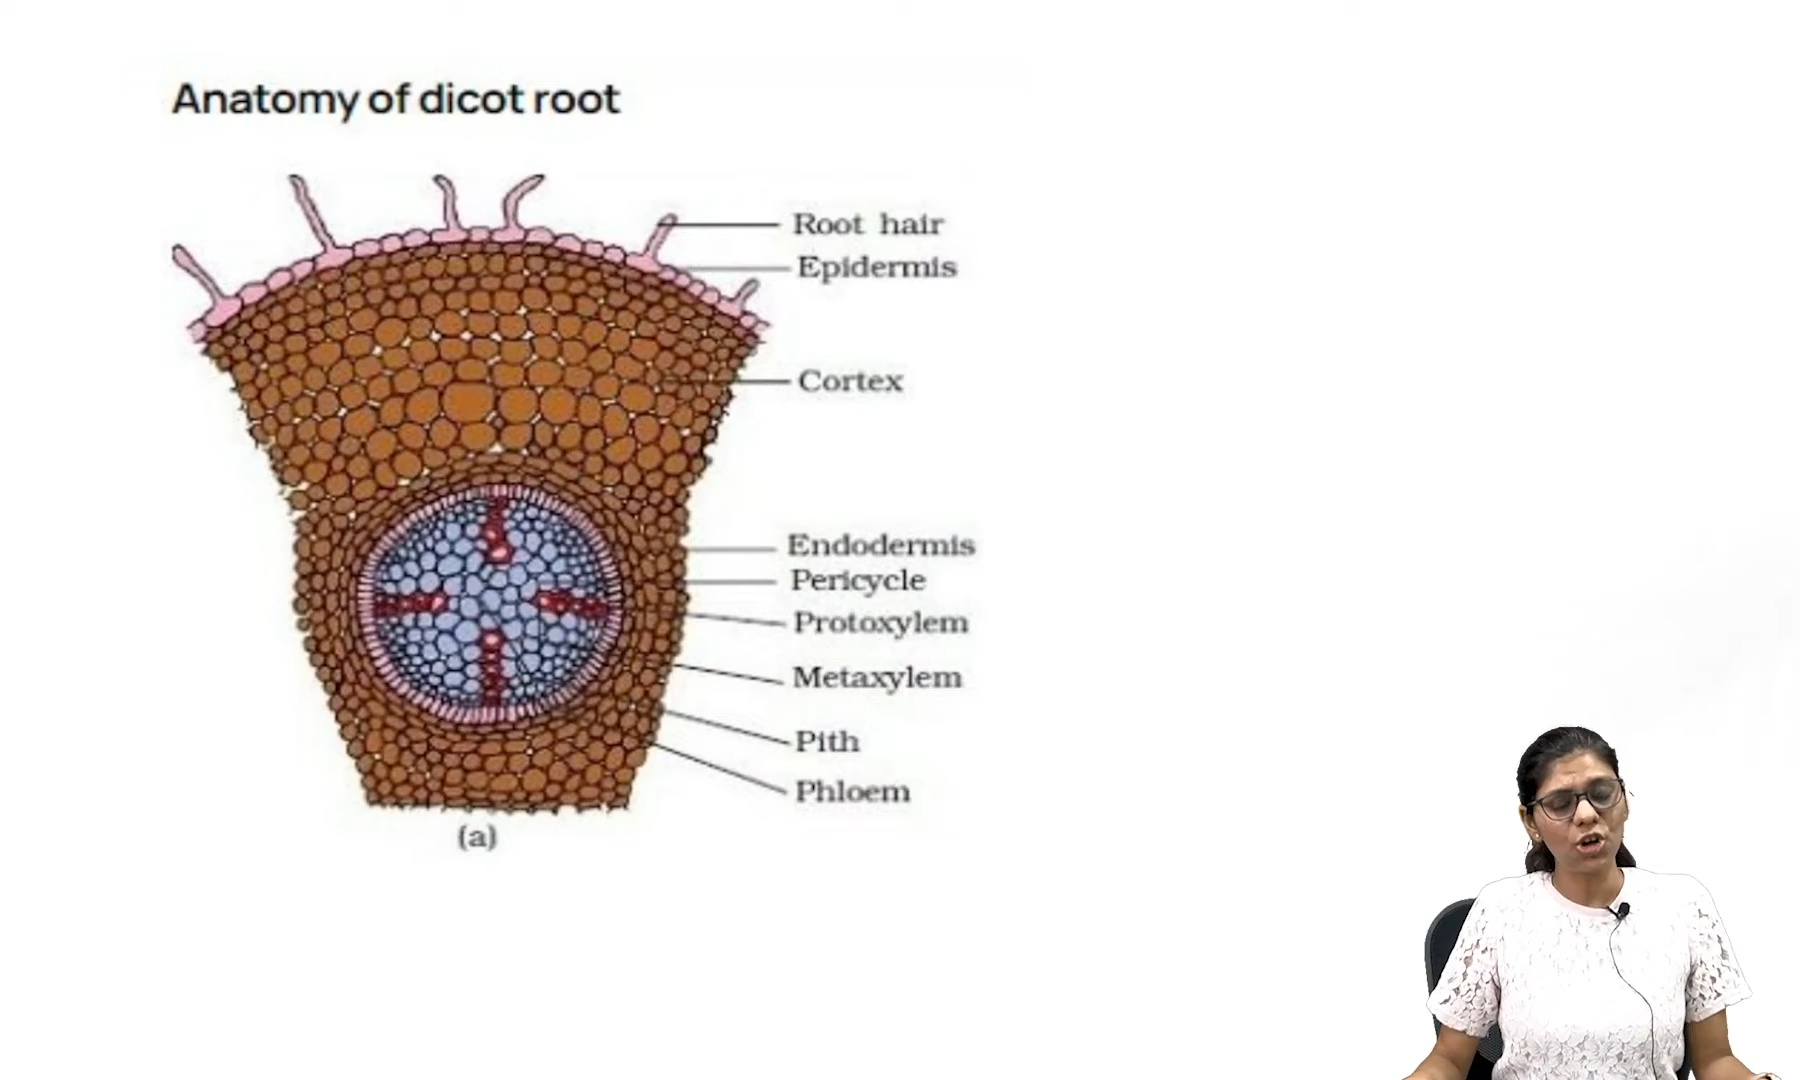 Anatomy of dicot root
Root hair
Epidermis
Cortex
Endodermis
Pericycle
Protoxylem
Metaxylem
Pith
Phloem
(a)